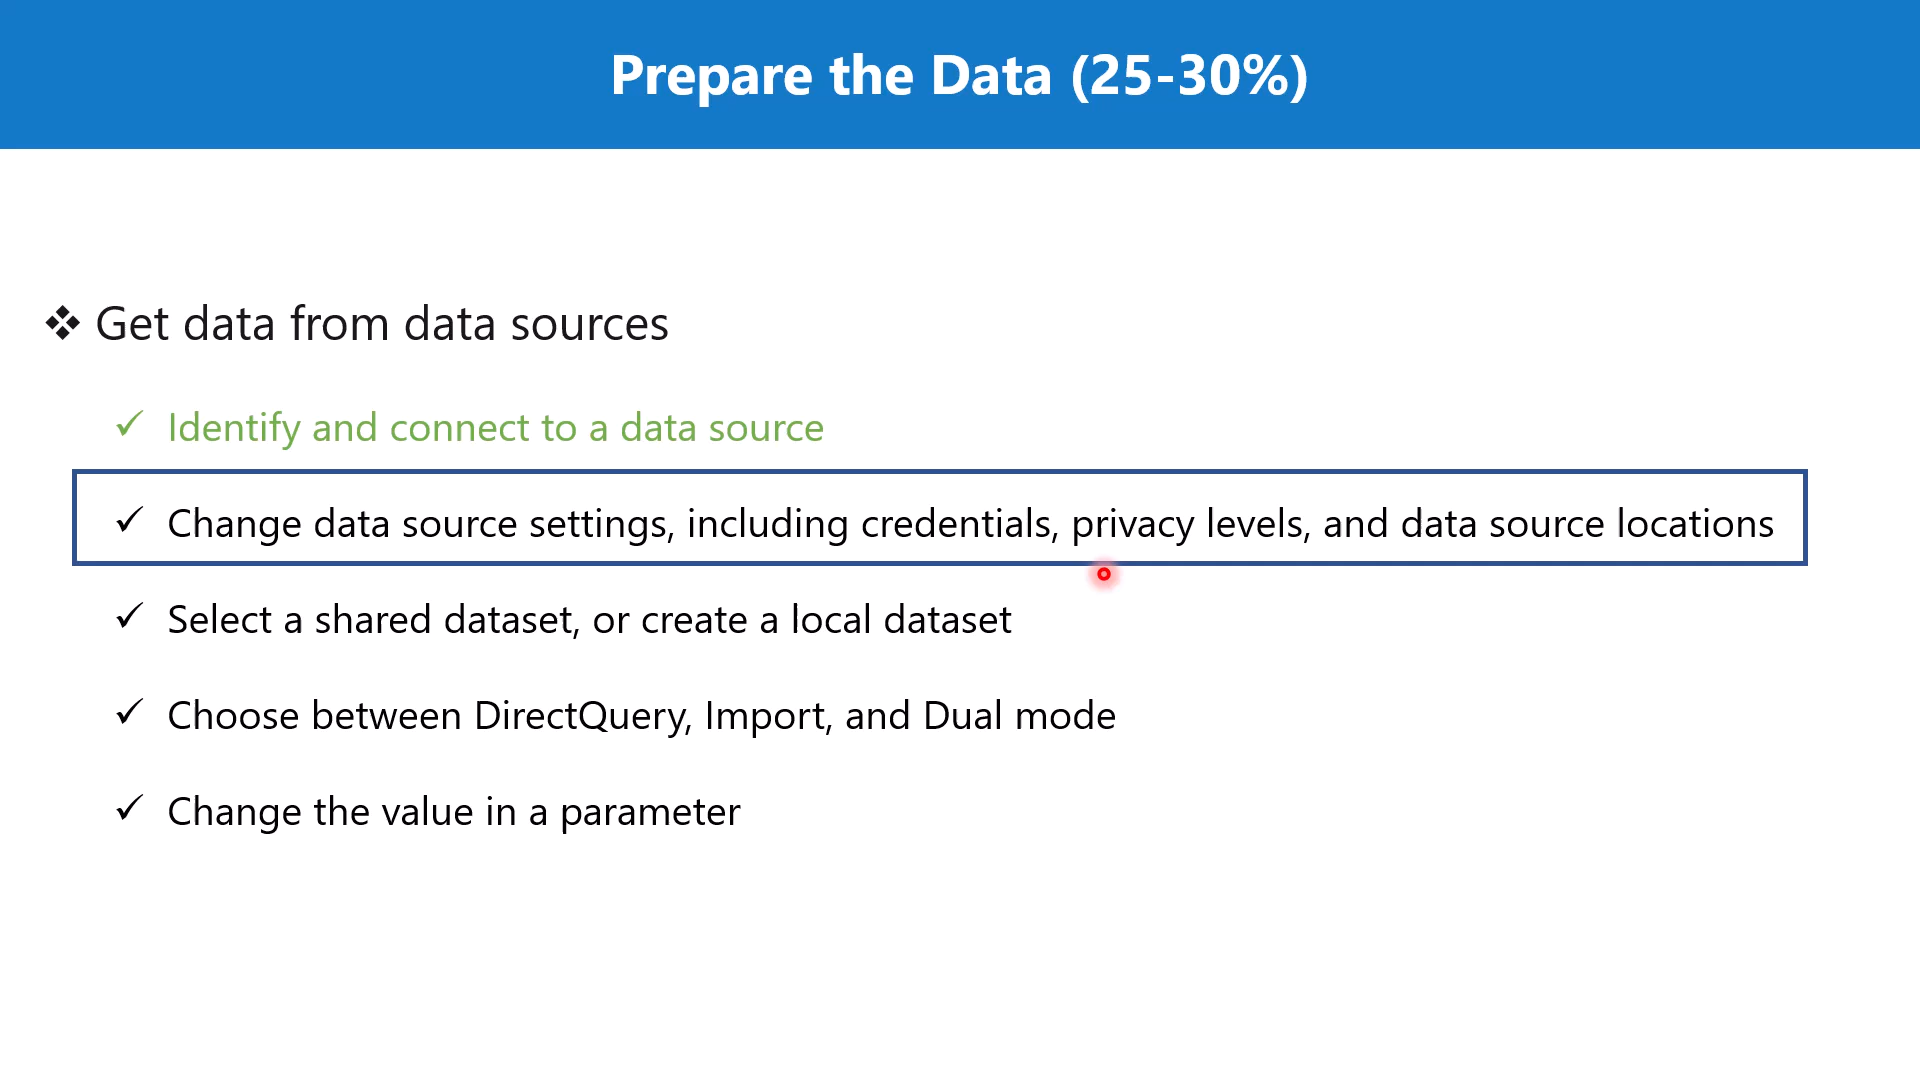 Prepare the Data (25-30%)
Get data from data sources
Identify and connect to a data source
Change data source settings, including credentials, privacy levels, and data source locations
Select a shared dataset, or create a local dataset
Choose between DirectQuery, Import, and Dual mode
Change the value in a parameter